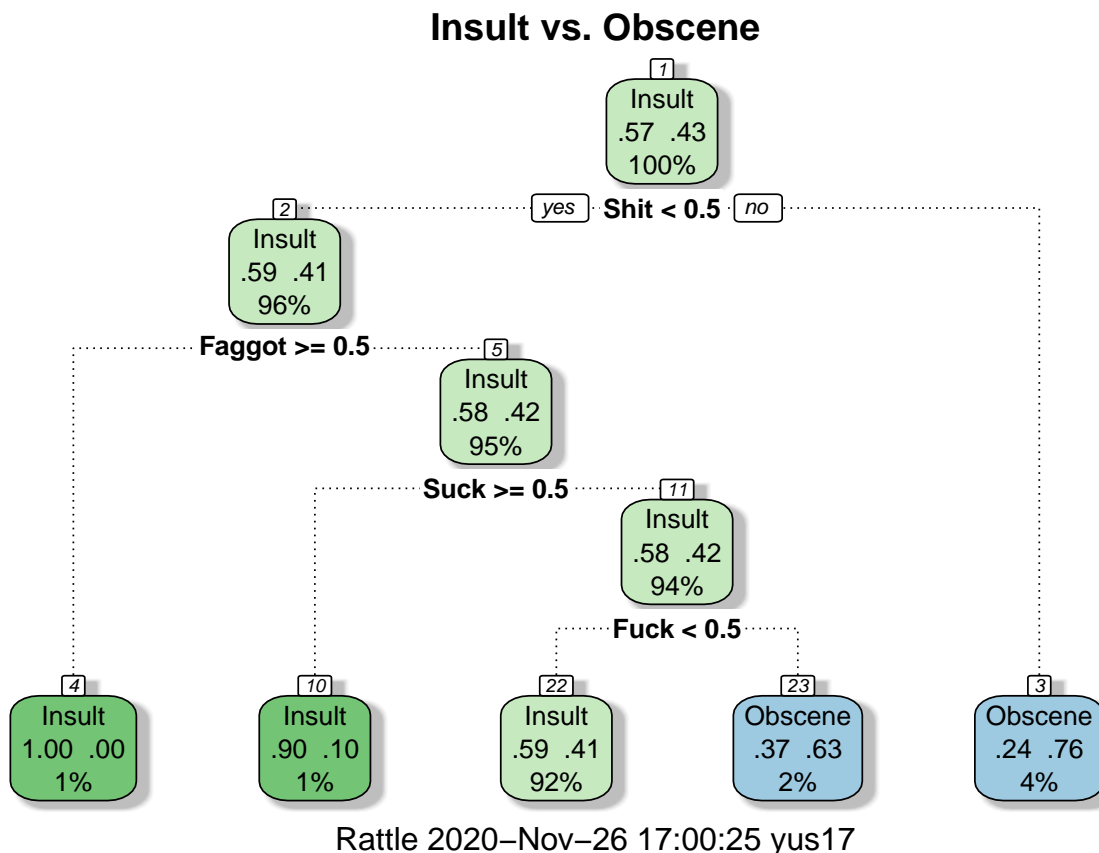 Insult vs. Obscene
1
Insult
.57 .43
100%
yes Shit < 0.5 no
2
Insult
.59 .41
96%
Faggot >= 0.5
5
Insult
.58 .42
95%
Suck >= 0.5
11
Insult
.58 .42
94%
Fuck < 0.5
4
Insult
1.00 .00
1%
10
Insult
.90 .10
1%
22
Insult
.59 .41
92%
23
Obscene
.37 .63
2%
3
Obscene
.24 .76
4%
Rattle 2020−Nov−26 17:00:25 yus17